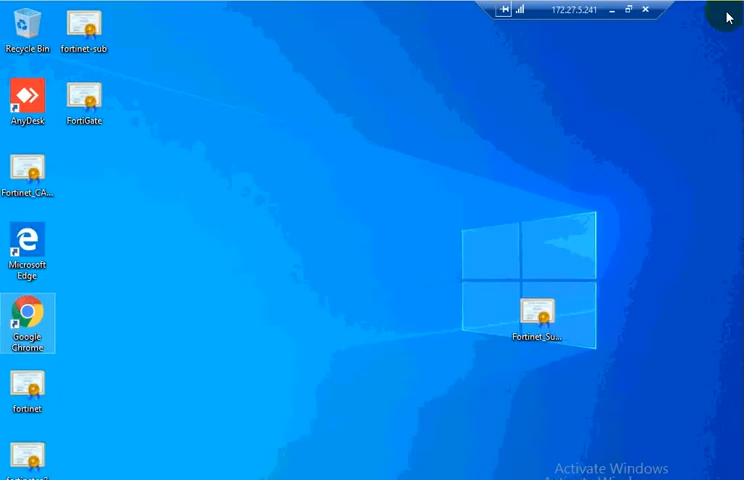 172.27.5.241
Recycle Bin
fortinet-sub
AnyDesk
FortiGate
Fortinet_CA...
Microsoft
Edge
Google
Chrome
Fortinet_Su...
fortinet
Activate Windows